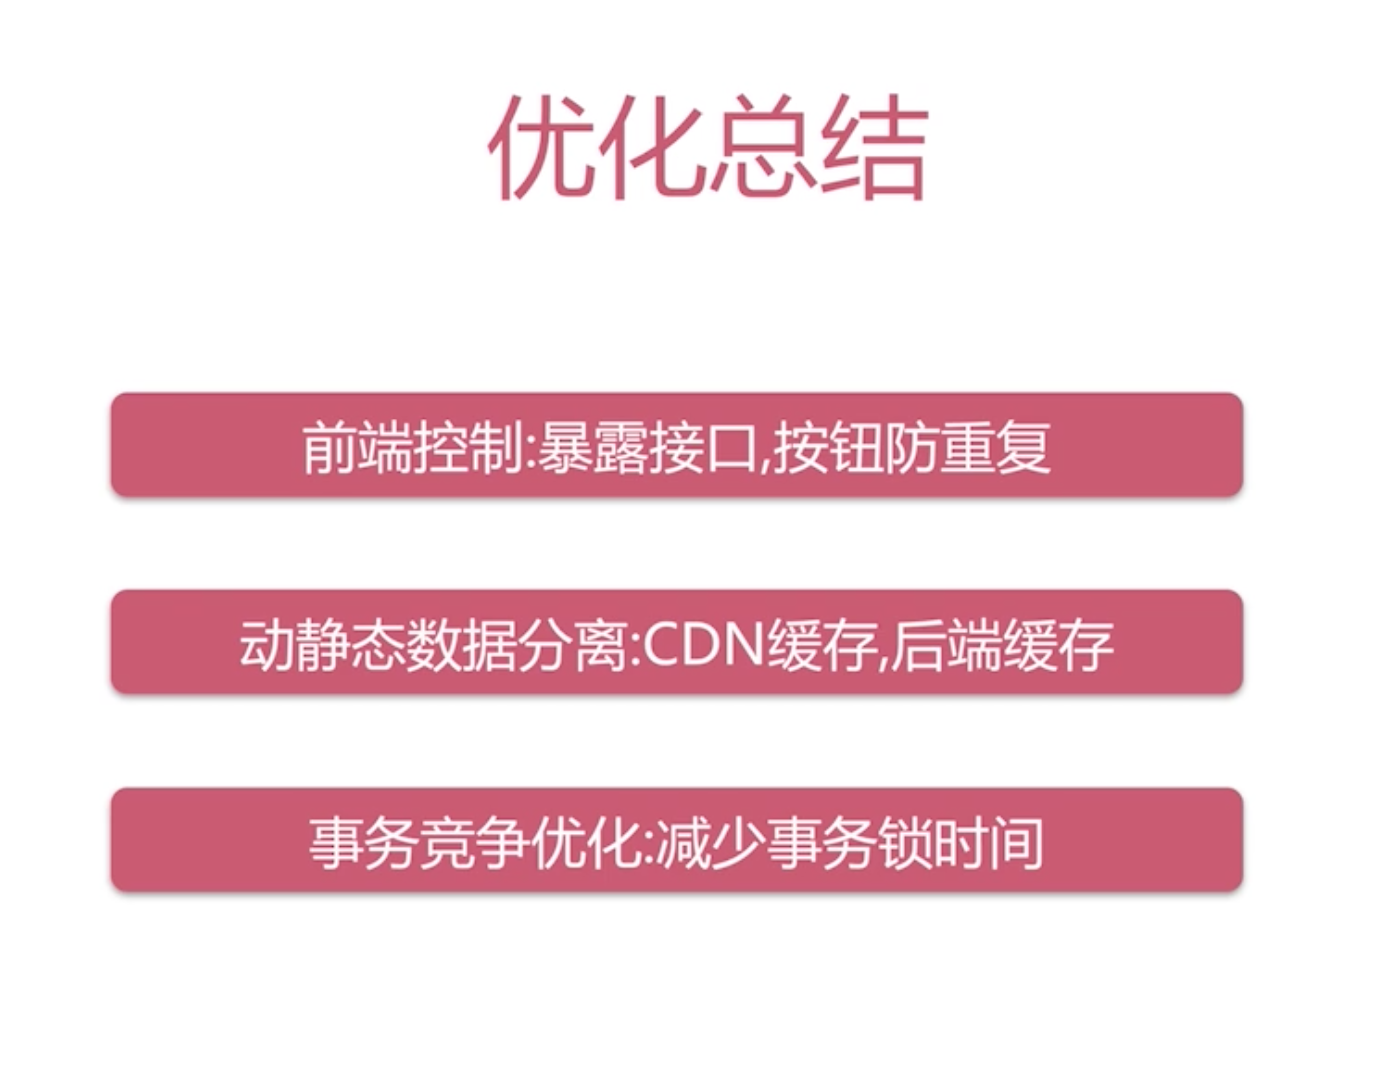 优化总结
前端控制:暴露接口,按钮防重复
动静态数据分离:CDN缓存,后端缓存
事务竞争优化:减少事务锁时间